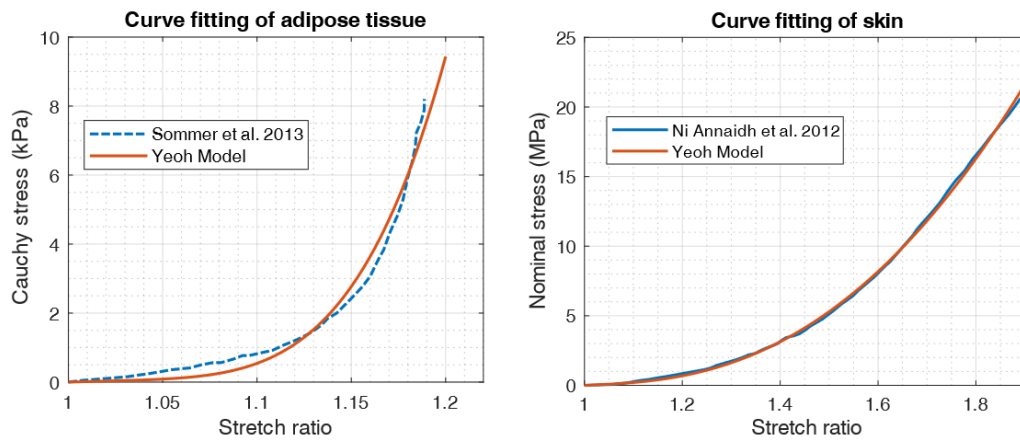 Curve fitting of adipose tissue
10
8
6
4
2
0
Cauchy stress (kPa)
Sommer et al. 2013
Yeoh Model
1
1.05
1.1
1.15
1.2
Stretch ratio
Curve fitting of skin
25
20
15
10
5
0
Nominal stress (MPa)
Ni Annaidh et al. 2012
Yeoh Model
1
1.2
1.4
1.6
1.8
Stretch ratio